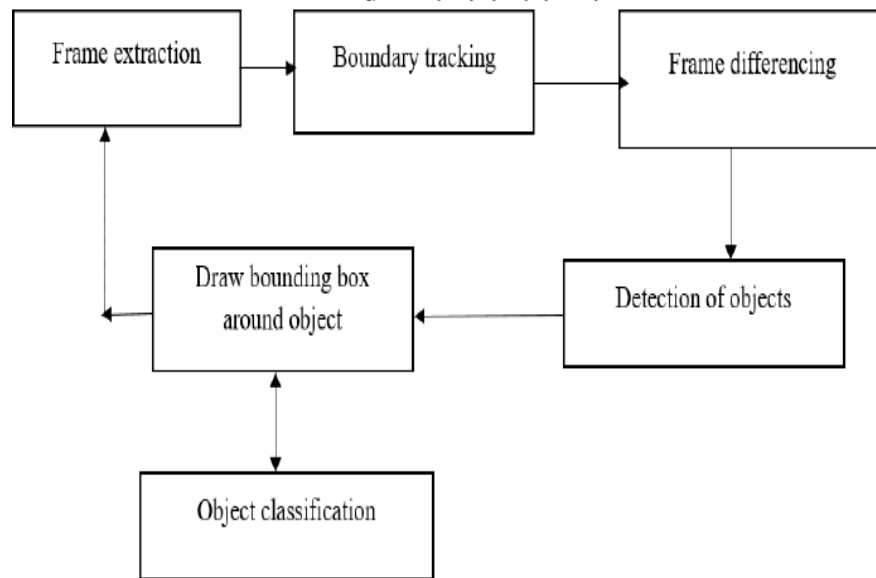 Frame extraction
Boundary tracking
Frame differencing
Draw bounding box
around object
Detection of objects
Object classification